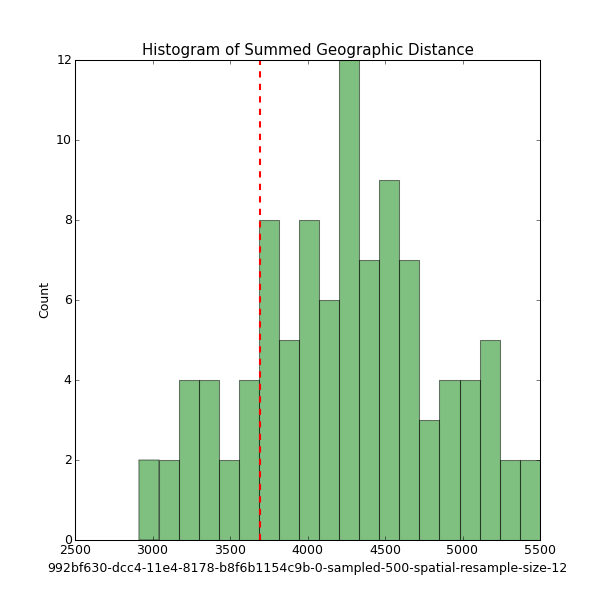 Histogram of Summed Geographic Distance
12
10
8
6
4
2
0
Count
2500 3000 3500 4000 4500 5000 5500
992bf630-dcc4-11e4-8178-b8f6b1154c9b-0-sampled-500-spatial-resample-size-12